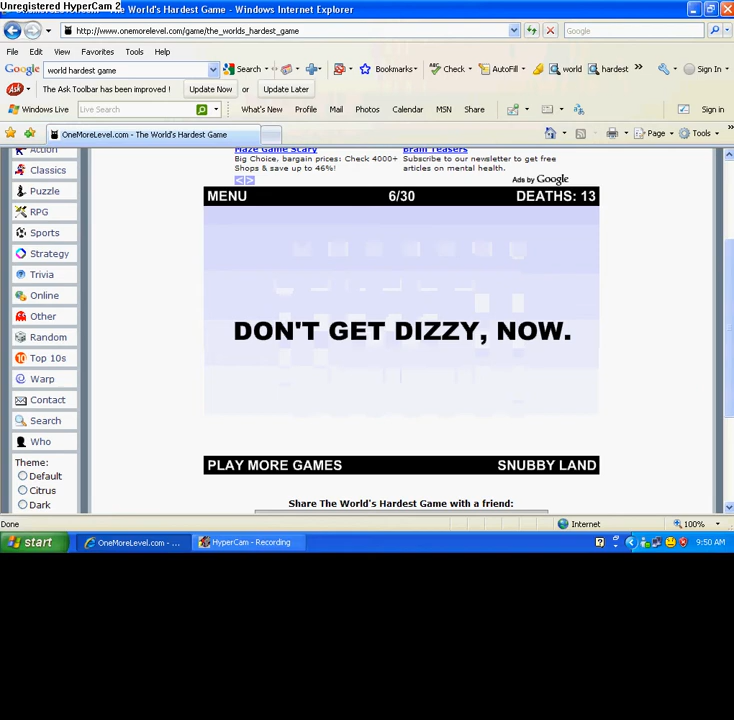 Unregistered HyperCam 2
The World's Hardest Game - Windows Internet Explorer
http://www.onemorelevel.com/game/the_worlds_hardest_game
Google
File Edit View Favorites Tools Help
Google world hardest game Search Bookmarks Check AutoFill world hardest Sign In
Ask The Ask Toolbar has been improved ! Update Now or Update Later
Windows Live Live Search What's New Profile Mail Photos Calendar MSN Share Sign in
OneMoreLevel.com - The World's Hardest Game Page Tools
Action
Classics
Puzzle
RPG
Sports
Strategy
Trivia
Online
Other
Random
Top 10s
Warp
Contact
Search
Who
Theme:
Default
Citrus
Dark
Maze Game Scary
Big Choice, bargain prices: Check 4000+
Shops & save up to 46%!
Brain Teasers
Subscribe to our newsletter to get free
articles on mental health.
Ads by Google
MENU 6/30 DEATHS: 13
DON'T GET DIZZY, NOW.
PLAY MORE GAMES SNUBBY LAND
Share The World's Hardest Game with a friend:
Done Internet 100%
start OneMoreLevel.com - ... HyperCam - Recording 9:50 AM